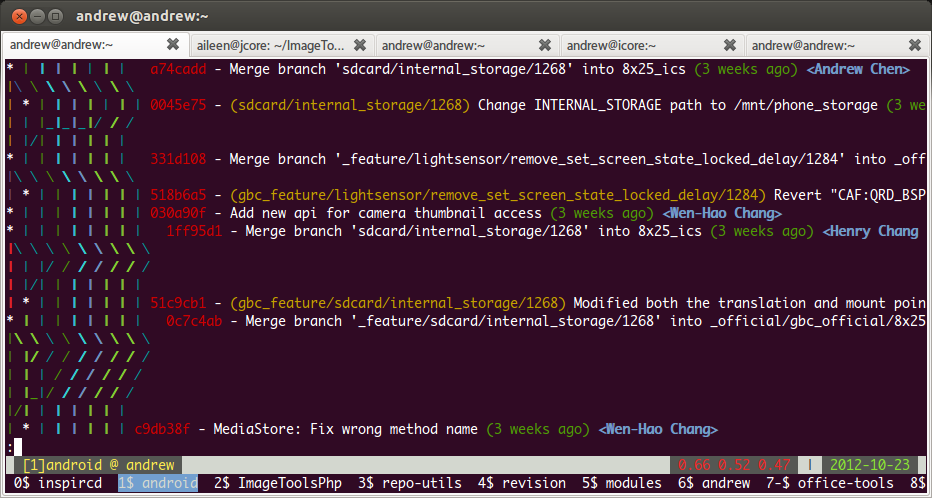 andrew@andrew:~
andrew@andrew:~ aileen@jcore: ~/ImageTo... andrew@andrew:~ andrew@icore:~ andrew@andrew:~
* | | | | | | | a74cadd - Merge branch 'sdcard/internal_storage/1268' into 8x25_ics (3 weeks ago) <Andrew Chen>
|\ \ \ \ \ \ \ \
| * | | | | | | | 0045e75 - (sdcard/internal_storage/1268) Change INTERNAL_STORAGE path to /mnt/phone_storage (3 we
| | |_|_|_|/ / /
| |/| | | | | |
* | | | | | | | 331d108 - Merge branch '_feature/lightsensor/remove_set_screen_state_locked_delay/1284' into _off
|\ \ \ \ \ \ \ \
| * | | | | | | | 518b6a5 - (gbc_feature/lightsensor/remove_set_screen_state_locked_delay/1284) Revert "CAF:QRD_BSP
* | | | | | | | | 030a90f - Add new api for camera thumbnail access (3 weeks ago) <Wen-Hao Chang>
* | | | | | | | | 1ff95d1 - Merge branch 'sdcard/internal_storage/1268' into 8x25_ics (3 weeks ago) <Henry Chang
|\ \ \ \ \ \ \ \ \
| | |/ / / / / / /
| |/| | | | | | |
| * | | | | | | | 51c9cb1 - (gbc_feature/sdcard/internal_storage/1268) Modified both the translation and mount poin
* | | | | | | | | 0c7c4ab - Merge branch '_feature/sdcard/internal_storage/1268' into _official/gbc_official/8x25
|\ \ \ \ \ \ \ \ \
| |/ / / / / / / /
| | | / / / / / /
| |_|/ / / / / /
|/| | | | | | |
| * | | | | | | c9db38f - MediaStore: Fix wrong method name (3 weeks ago) <Wen-Hao Chang>
:
[1]android @ andrew 0.66 0.52 0.47 | 2012-10-23
0$ inspircd 1$ android 2$ ImageToolsPhp 3$ repo-utils 4$ revision 5$ modules 6$ andrew 7-$ office-tools 8$